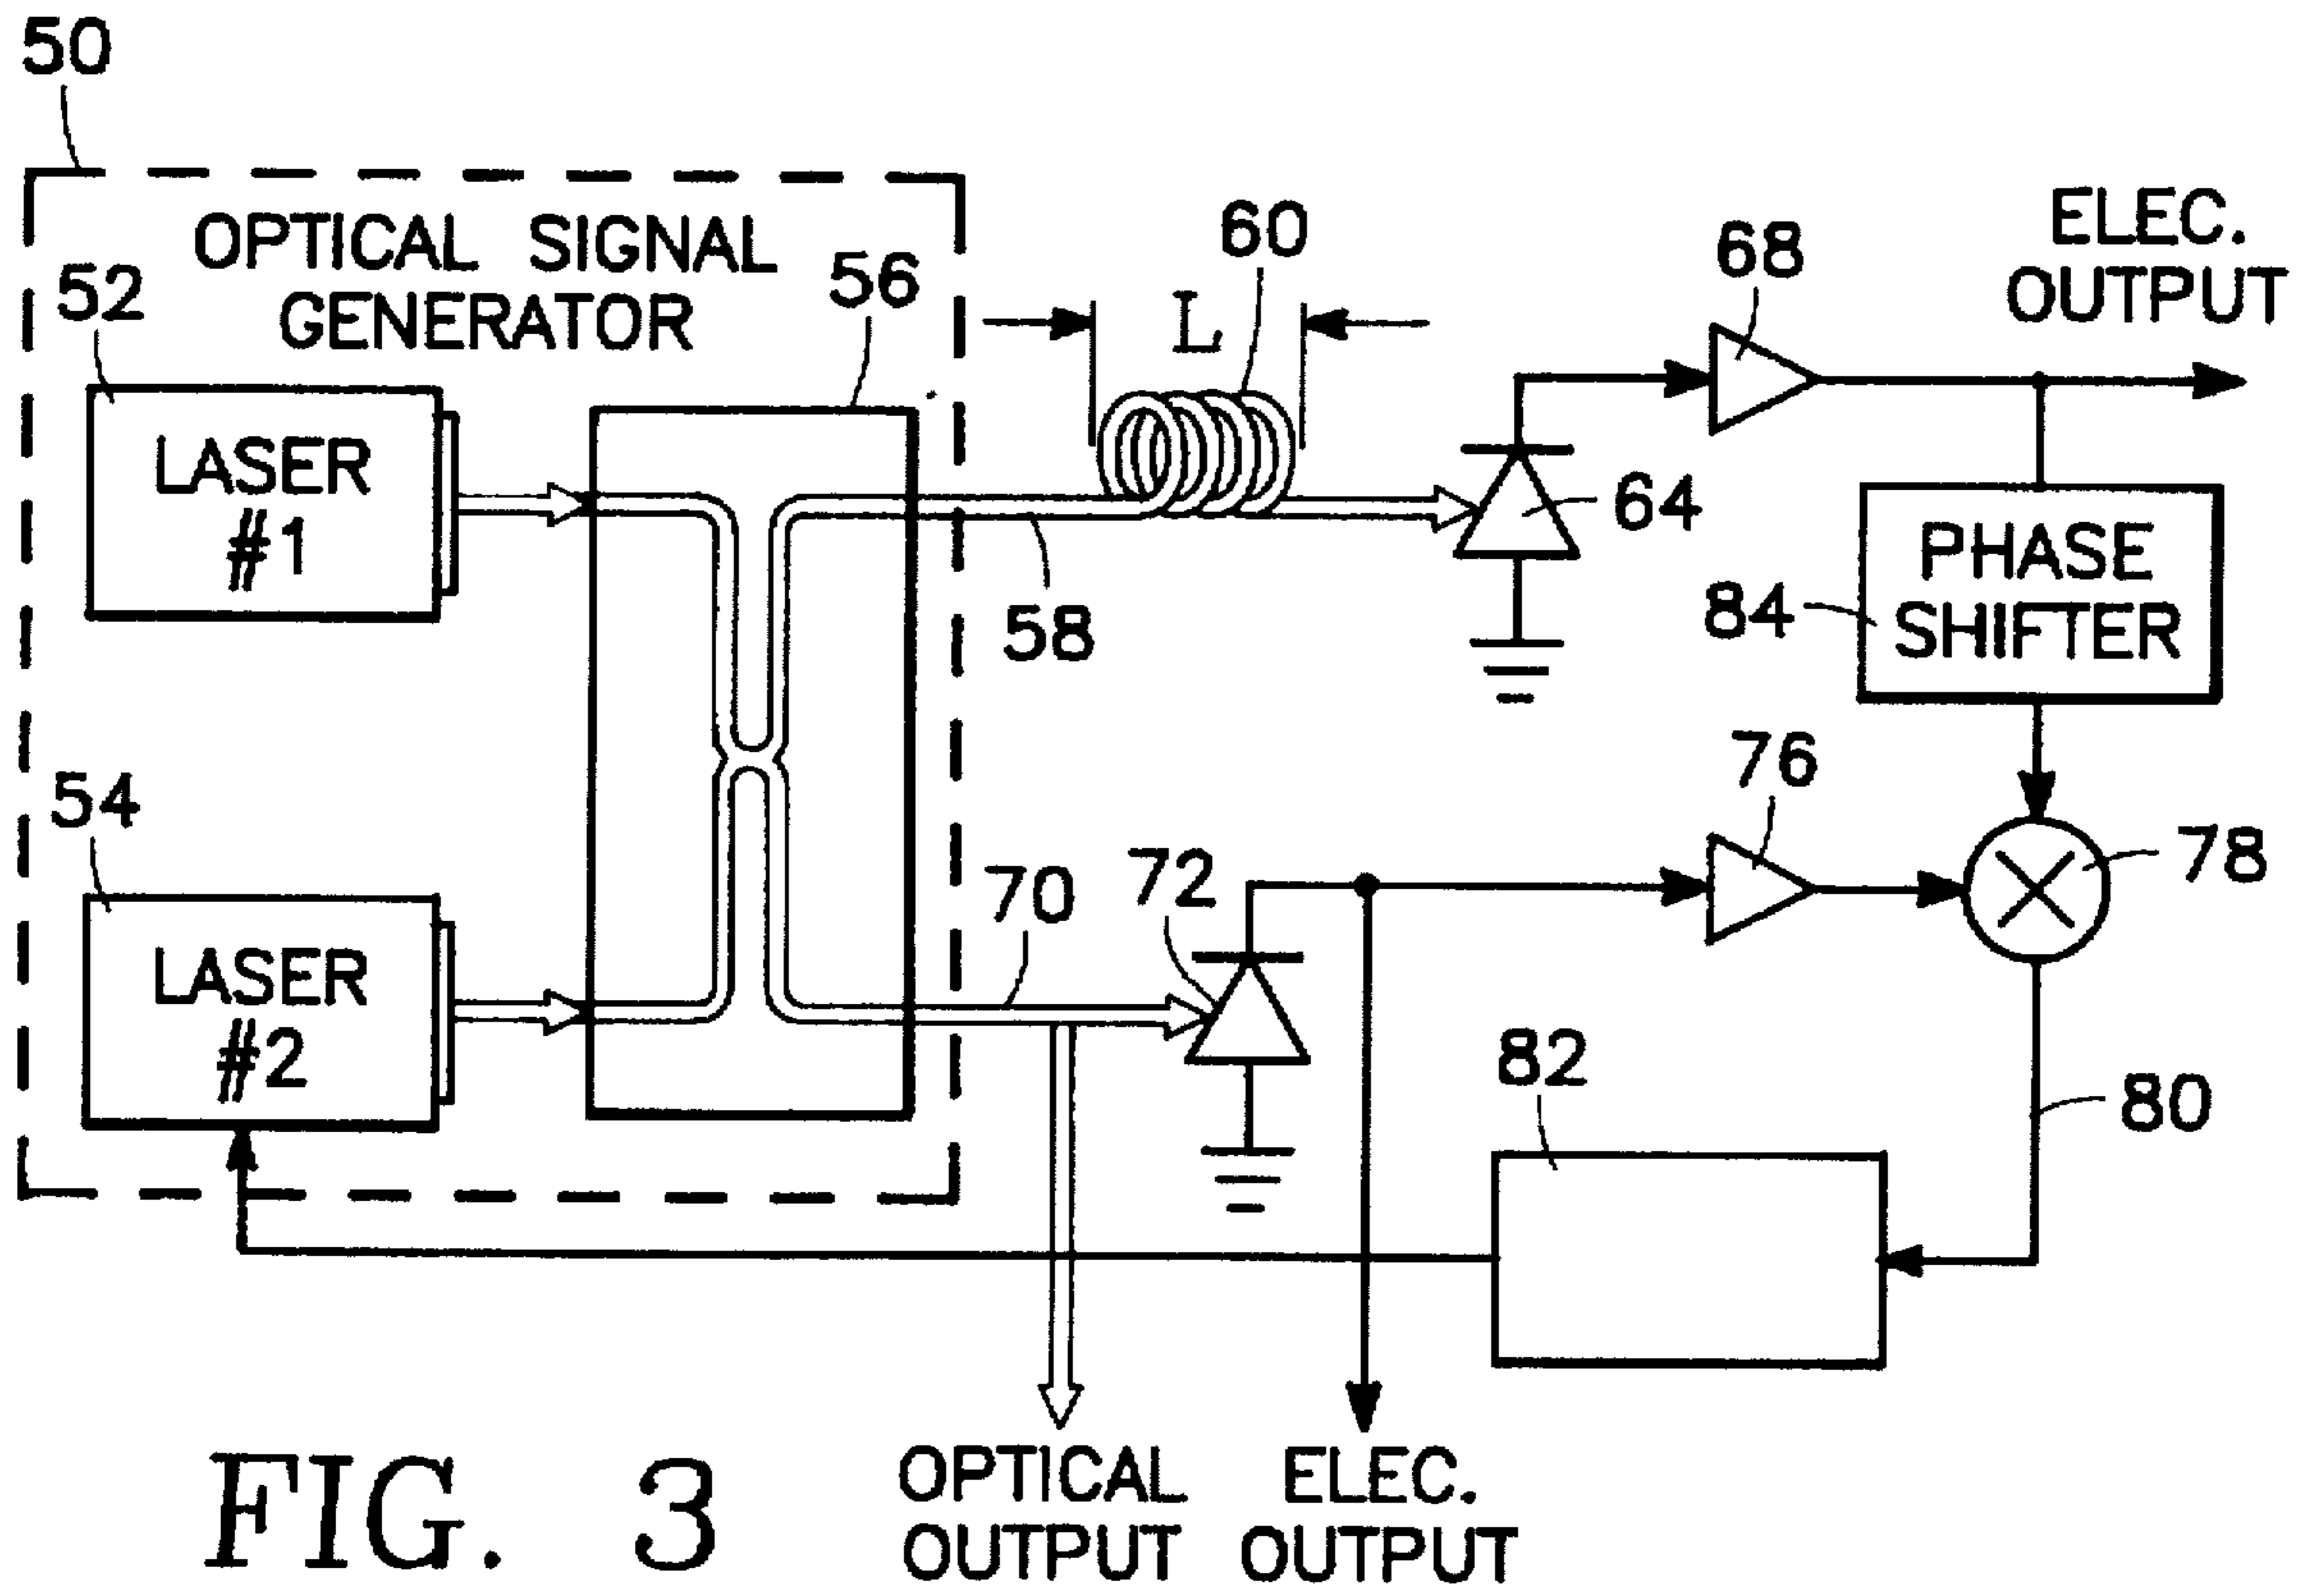 50
OPTICAL SIGNAL
GENERATOR
52
56
60
L
68
ELEC.
OUTPUT
LASER
#1
64
58
PHASE
SHIFTER
84
76
54
78
70
72
LASER
#2
82
80
OPTICAL
OUTPUT
ELEC.
OUTPUT
FIG. 3